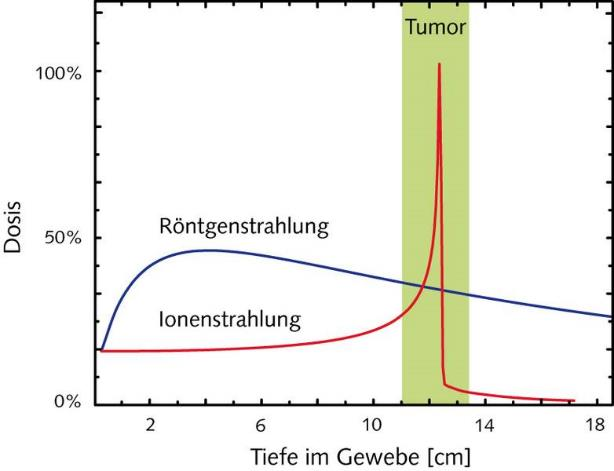 Tumor
100%
Dosis
Röntgenstrahlung
50%
Ionenstrahlung
0%
2 6 10 14 18
Tiefe im Gewebe [cm]